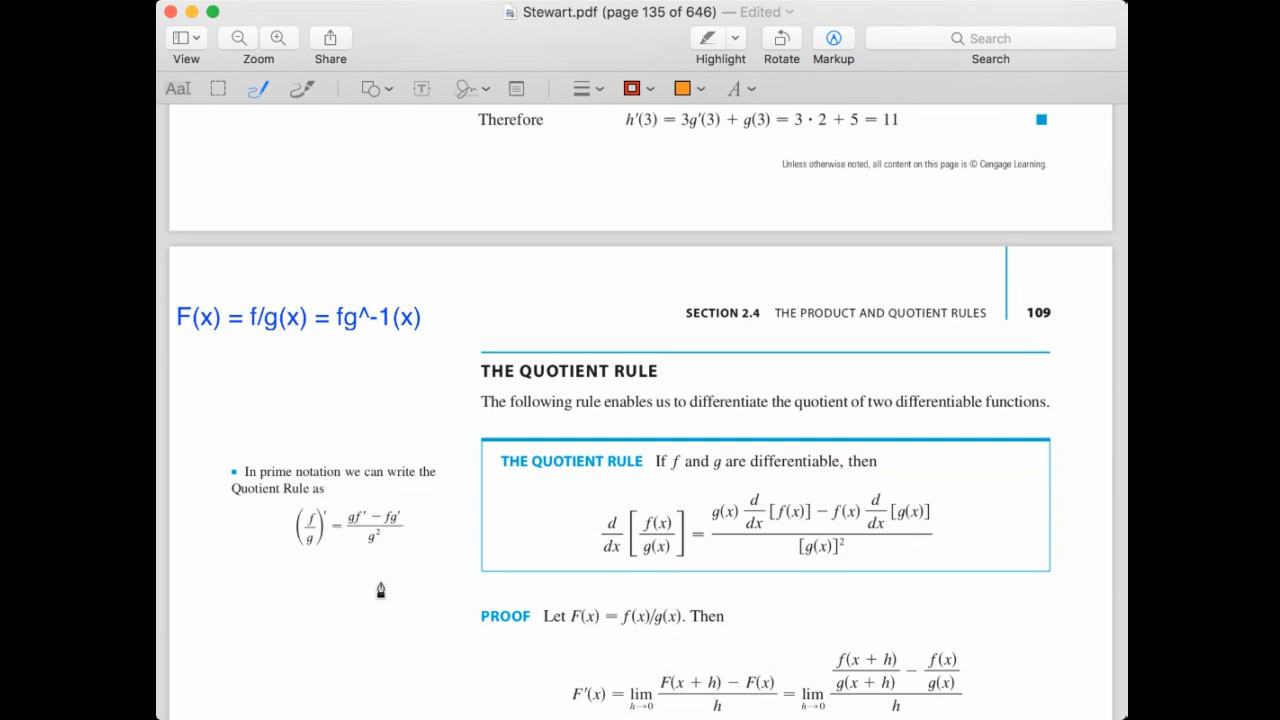 Stewart.pdf (page 135 of 646) — Edited
View
Zoom
Share
Highlight
Rotate
Markup
Search
Search
AaI
T
A
Therefore h′(3) = 3g′(3) + g(3) = 3 · 2 + 5 = 11
Unless otherwise noted, all content on this page is © Cengage Learning.
F(x) = f/g(x) = fg^-1(x)
SECTION 2.4 THE PRODUCT AND QUOTIENT RULES 109
THE QUOTIENT RULE
The following rule enables us to differentiate the quotient of two differentiable functions.
▪ In prime notation we can write the
Quotient Rule as
(f/g)′ = (gf′ − fg′)/g²
THE QUOTIENT RULE If f and g are differentiable, then
d/dx [f(x)/g(x)] = (g(x) d/dx [f(x)] − f(x) d/dx [g(x)])/[g(x)]²
PROOF Let F(x) = f(x)/g(x). Then
F′(x) = lim h→0 (F(x + h) − F(x))/h = lim h→0 (f(x + h)/g(x + h) − f(x)/g(x))/h